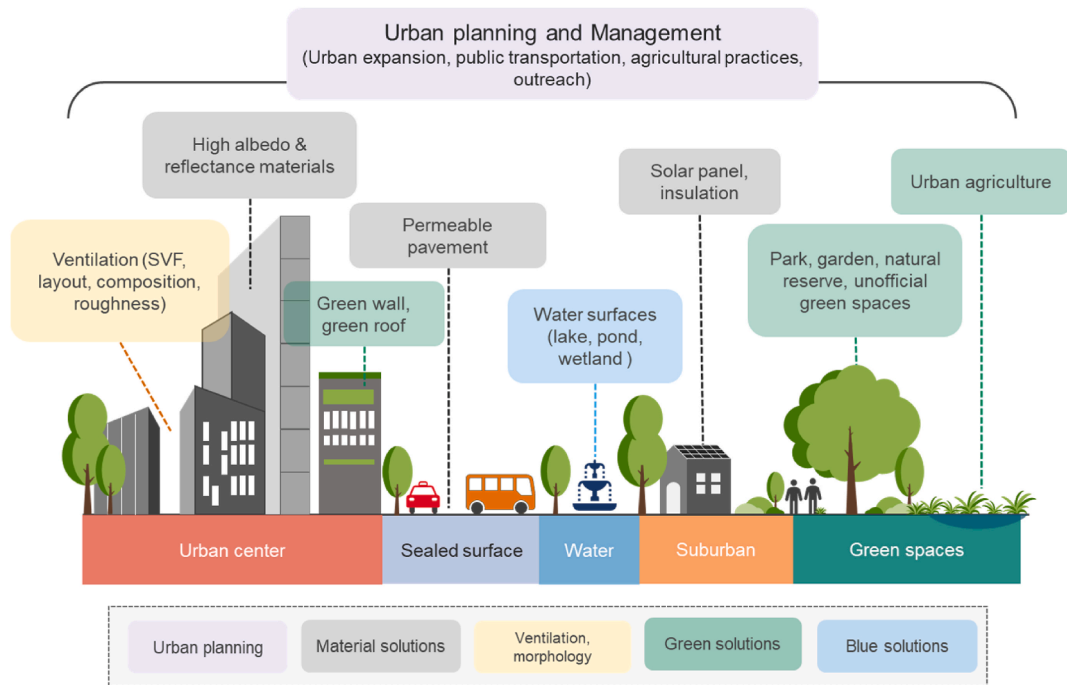 Urban planning and Management
(Urban expansion, public transportation, agricultural practices,
outreach)
High albedo &
reflectance materials
Solar panel,
insulation
Urban agriculture
Permeable
pavement
Ventilation (SVF,
layout, composition,
roughness)
Park, garden, natural
reserve, unofficial
green spaces
Green wall,
green roof
Water surfaces
(lake, pond,
wetland )
Urban center
Sealed surface
Water
Suburban
Green spaces
Urban planning
Material solutions
Ventilation,
morphology
Green solutions
Blue solutions